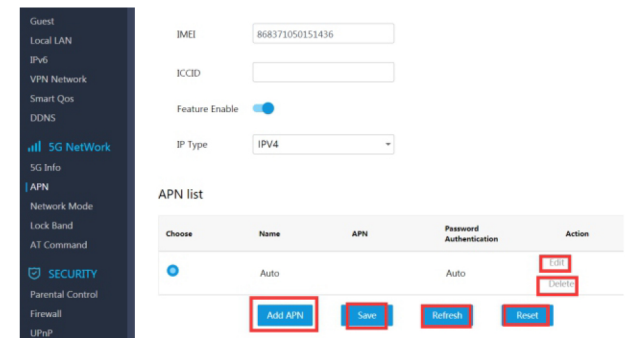 Guest
Local LAN
IPv6
VPN Network
Smart Qos
DDNS
5G NetWork
5G Info
APN
Network Mode
Lock Band
AT Command
SECURITY
Parental Control
Firewall
UPnP
IMEI 868371050151436
ICCID
Feature Enable
IP Type IPV4
APN list
Choose Name APN Password Authentication Action
Auto Auto Edit
Delete
Add APN Save Refresh Reset